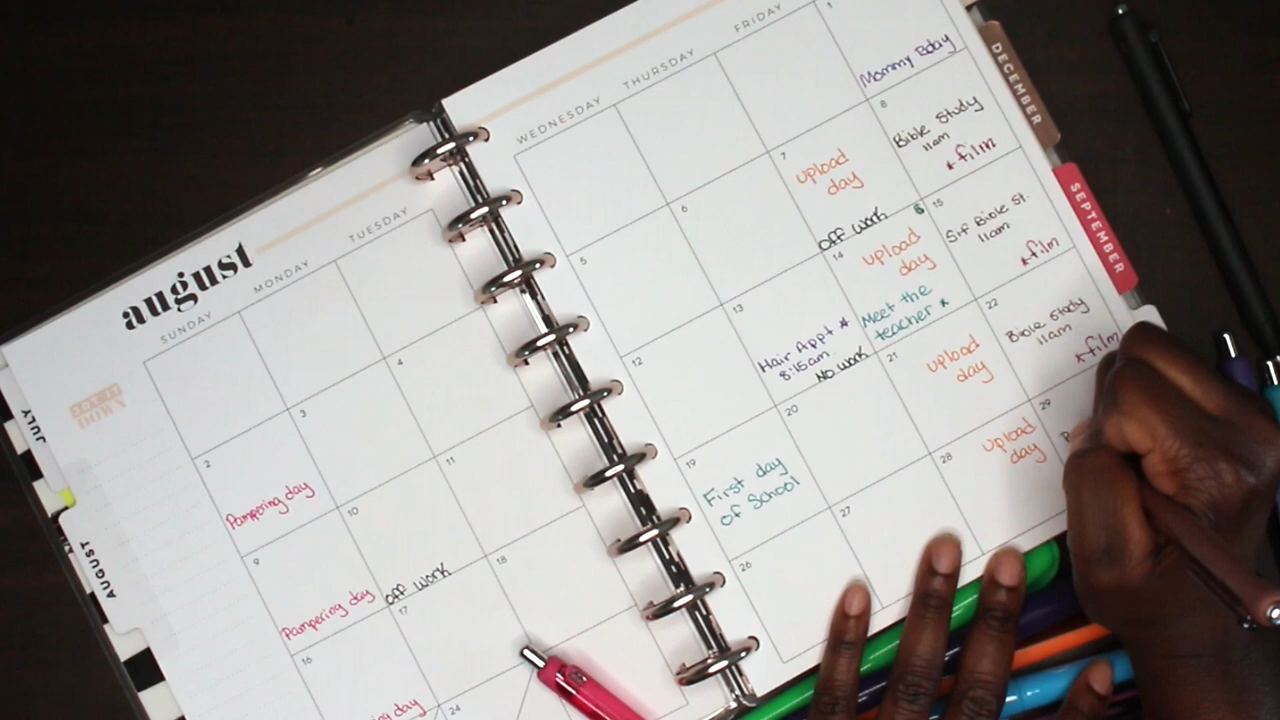 august
SUNDAY
MONDAY
TUESDAY
2
Pampering day
3
4
9
Pampering day
10
off work
11
16
ing day
17
18
24
WEDNESDAY
THURSDAY
FRIDAY
1
Mommy Bday
5
6
7
upload
day
off work
8
Bible study
11am
*film
12
13
Hair Appt *
8:15am
No work
14
upload
day
Meet the
teacher *
15
Bible St.
11am
*film
19
First day
of School
20
21
upload
day
22
Bible study
11am
*film
26
27
28
upload
day
29
JULY
AUGUST
DECEMBER
SEPTEMBER